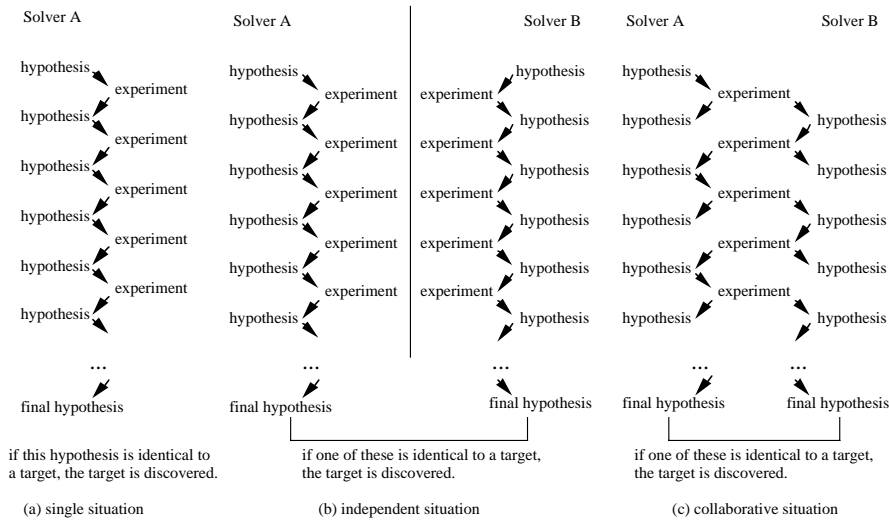 Solver A
hypothesis
experiment
hypothesis
experiment
hypothesis
experiment
hypothesis
experiment
hypothesis
experiment
hypothesis
...
final hypothesis
if this hypothesis is identical to
a target, the target is discovered.
(a) single situation
Solver A
hypothesis
experiment
hypothesis
experiment
hypothesis
experiment
hypothesis
experiment
hypothesis
experiment
hypothesis
...
final hypothesis
Solver B
hypothesis
experiment
hypothesis
experiment
hypothesis
experiment
hypothesis
experiment
hypothesis
experiment
hypothesis
...
final hypothesis
if one of these is identical to a target,
the target is discovered.
(b) independent situation
Solver A
Solver B
hypothesis
experiment
hypothesis
hypothesis
experiment
hypothesis
hypothesis
experiment
hypothesis
hypothesis
experiment
hypothesis
hypothesis
experiment
hypothesis
hypothesis
...
...
final hypothesis
final hypothesis
if one of these is identical to a target,
the target is discovered.
(c) collaborative situation